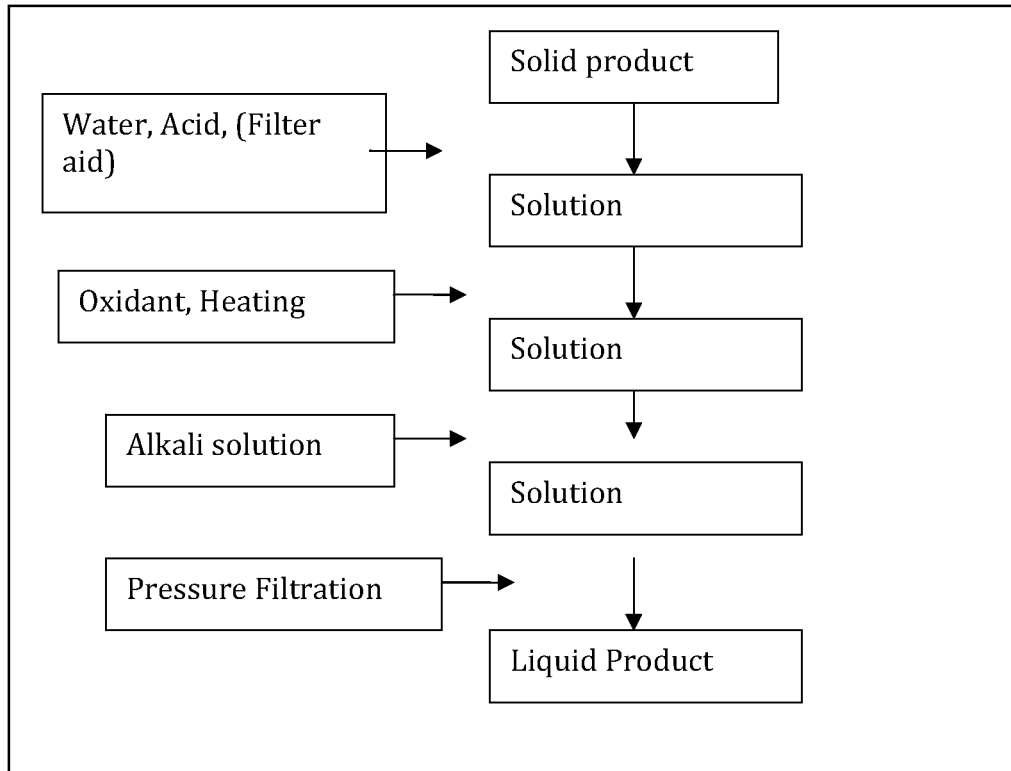 Solid product
Water, Acid, (Filter
aid)
Solution
Oxidant, Heating
Solution
Alkali solution
Solution
Pressure Filtration
Liquid Product